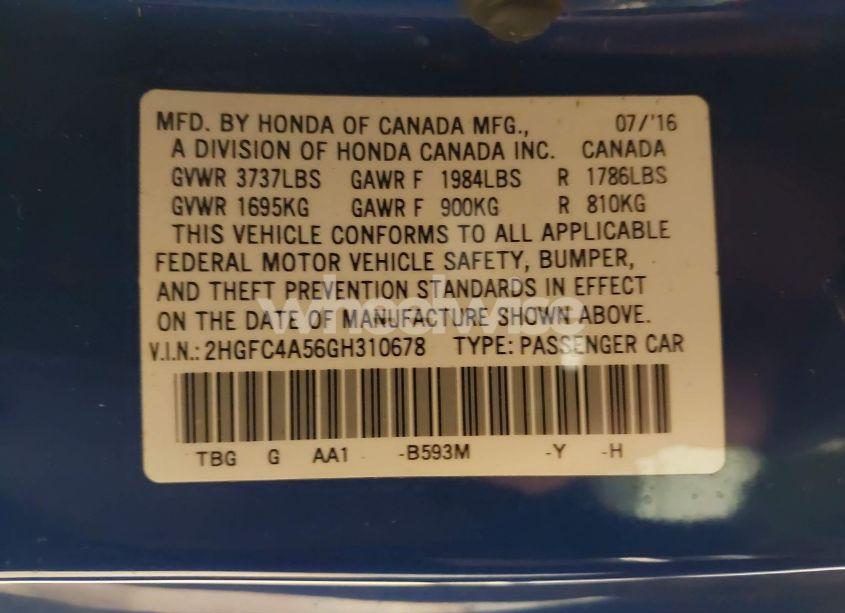 MFD. BY HONDA OF CANADA MFG., 07/'16
A DIVISION OF HONDA CANADA INC. CANADA
GVWR 3737LBS GAWR F 1984LBS R 1786LBS
GVWR 1695KG GAWR F 900KG R 810KG
THIS VEHICLE CONFORMS TO ALL APPLICABLE
FEDERAL MOTOR VEHICLE SAFETY, BUMPER,
AND THEFT PREVENTION STANDARDS IN EFFECT
wheelwise
ON THE DATE OF MANUFACTURE SHOWN ABOVE.
V.I.N.: 2HGFC4A56GH310678 TYPE: PASSENGER CAR
TBG G AA1 -B593M -Y -H